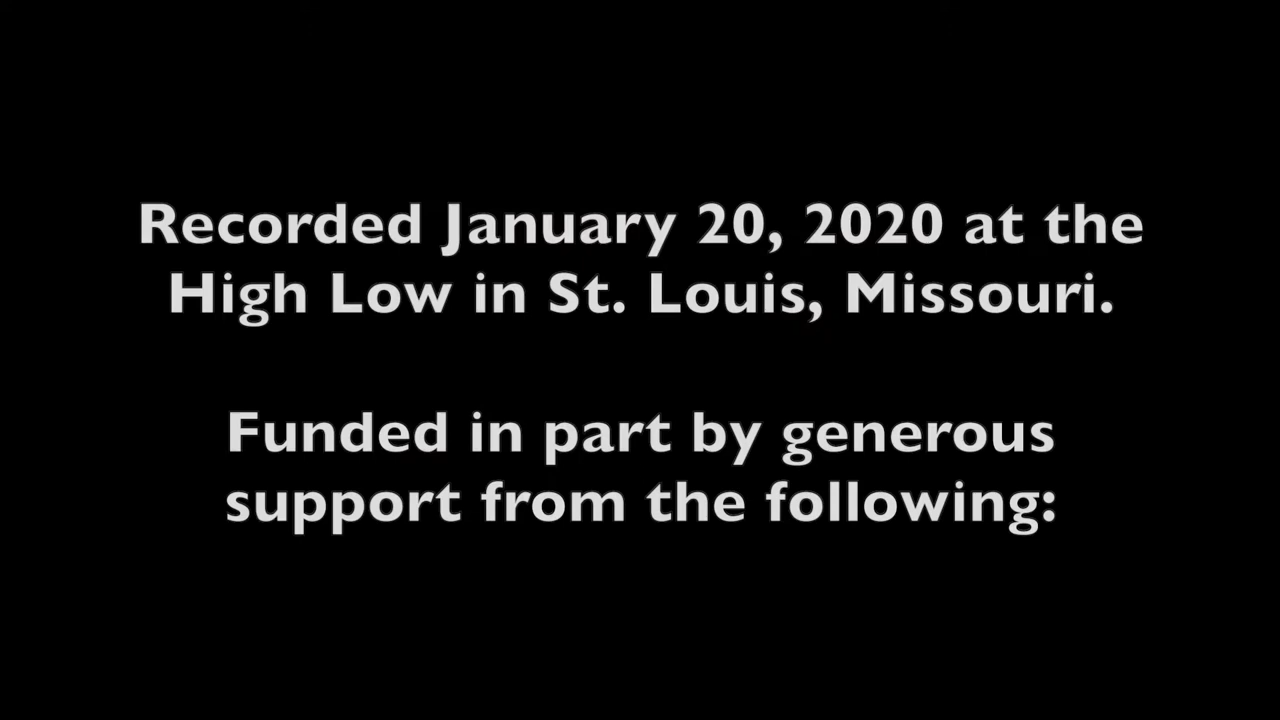 Recorded January 20, 2020 at the
High Low in St. Louis, Missouri.
Funded in part by generous
support from the following: